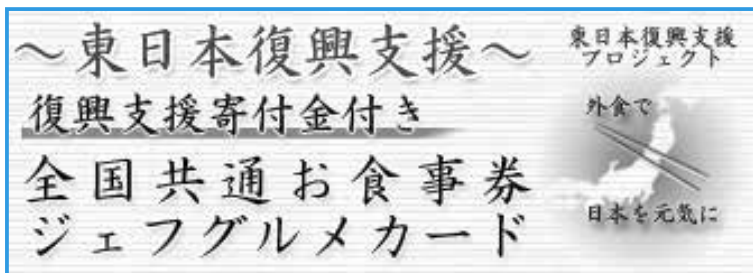 ～東日本復興支援～
復興支援寄付金付き
全国共通お食事券
ジェフグルメカード
東日本復興支援
プロジェクト
外食で
日本を元気に